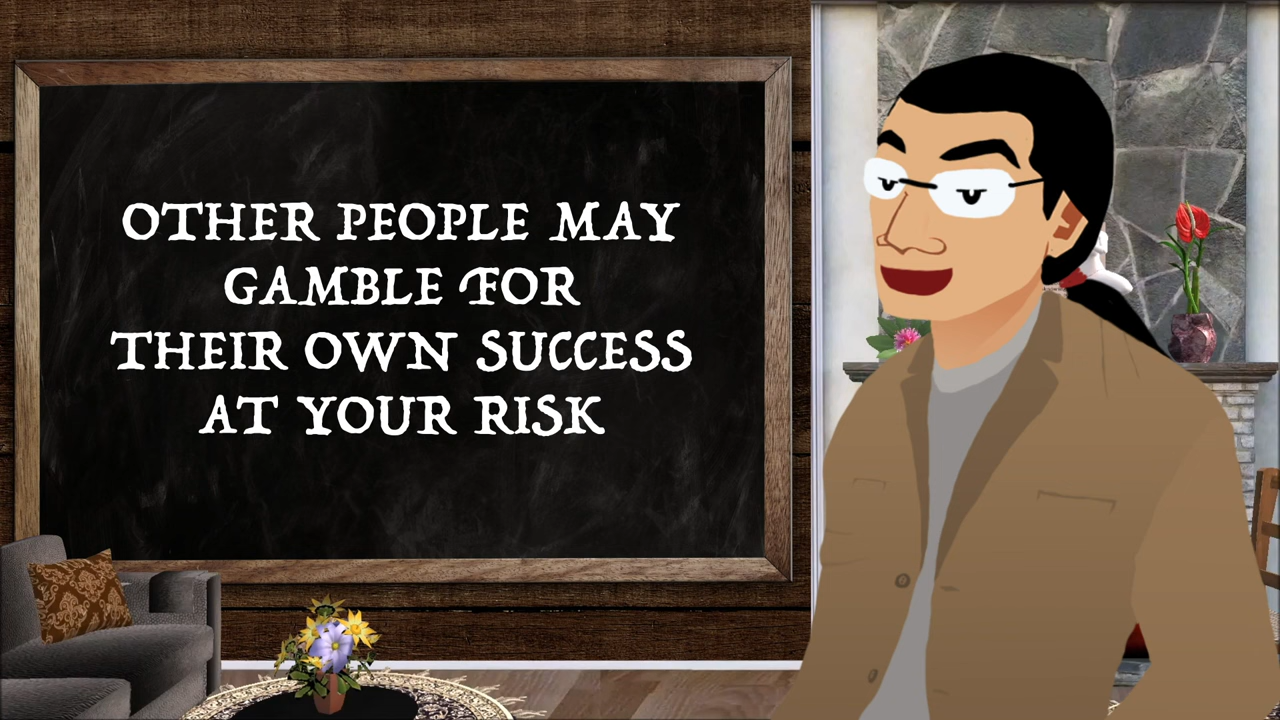 OTHER PEOPLE MAY
GAMBLE FOR
THEIR OWN SUCCESS
AT YOUR RISK